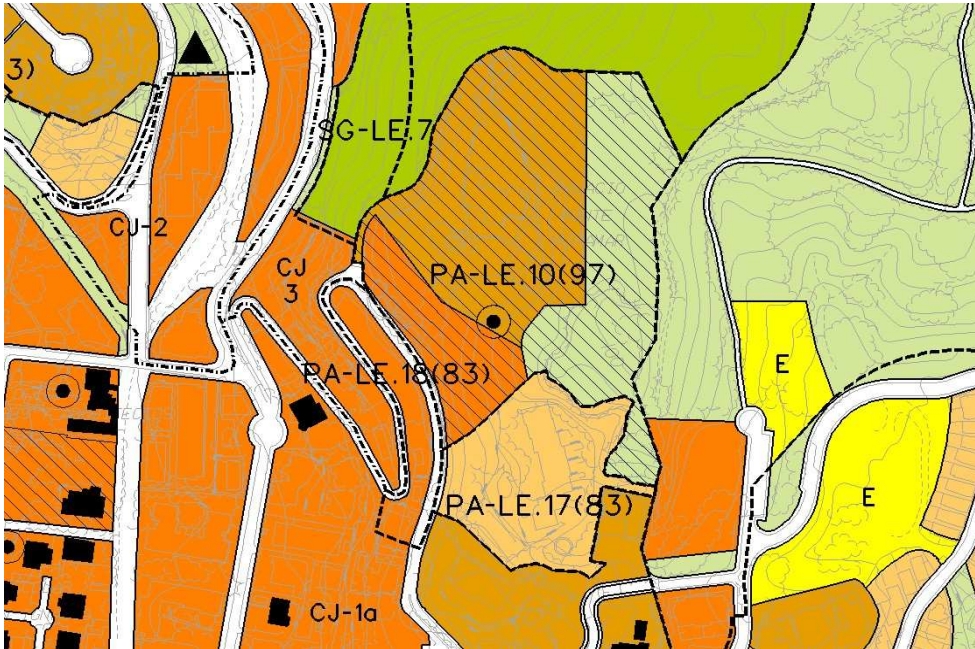 3)
SG-LE.7
CJ-2
CJ
3
PA-LE.10(97)
PA-LE.18(83)
E
PA-LE.17(83)
E
CJ-1a